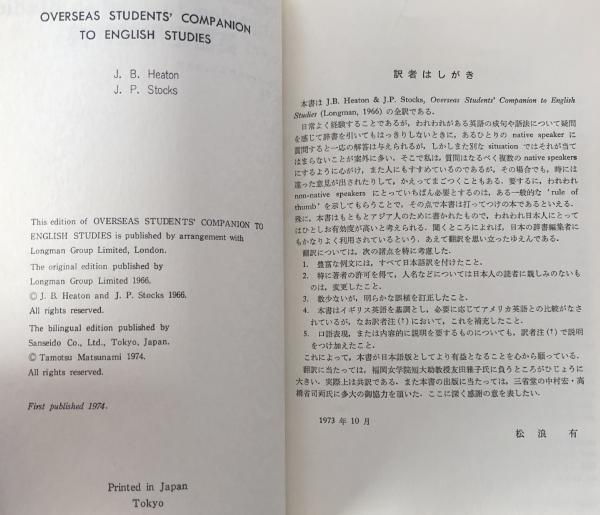 OVERSEAS STUDENTS' COMPANION
TO ENGLISH STUDIES
J. B. Heaton
J. P. Stocks
This edition of OVERSEAS STUDENTS' COMPANION TO
ENGLISH STUDIES is published by arrangement with
Longman Group Limited, London.
The original edition published by
Longman Group Limited 1966.
© J. B. Heaton and J. P. Stocks 1966.
All rights reserved.
The bilingual edition published by
Sanseido Co., Ltd., Tokyo, Japan.
© Tamotsu Matsunami 1974.
All rights reserved.
First published 1974.
Printed in Japan
Tokyo
訳者はしがき
本書は J.B. Heaton & J.P. Stocks, Overseas Students' Companion to English
Studies (Longman, 1966) の全訳である.
日常よく経験することであるが, われわれがある英語の成句や語法について疑問
を感じて辞書を引いてもはっきりしないときに, あるひとりの native speaker に
質問すると一応の解答は与えられるが, しかしまた別な situation ではそれが当て
はまらないことが案外に多い. そこで私は, 質問はなるべく複数の native speakers
にするように心がけ, また人にもすすめているのであるが, その場合でも, 時には
違った意見が出されたりして, かえってまごつくこともある. 要するに, われわれ
non-native speakers にとっていちばん必要とするのは, ある一般的な 'rule of
thumb' を示してもらうことで, その点で本書は打ってつけの本であるといえる.
殊に, 本書はもともとアジア人のために書かれたもので, われわれ日本人にとって
はひとしお有効度が高いと考えられる. 聞くところによれば, 日本の辞書編集者に
もかなりよく利用されているという. あえて翻訳を思い立ったゆえんである.
翻訳については, 次の諸点を特に考慮した.
1. 豊富な例文には, すべて日本語訳を付けたこと.
2. 特に著者の許可を得て, 人名などについては日本人の読者に親しみのないも
のは, 変更したこと.
3. 数少ないが, 明らかな誤植を訂正したこと.
4. 本書はイギリス英語を基調とし, 必要に応じてアメリカ英語との比較がなさ
れているが, なお訳者注 (†) において, これを補充したこと.
5. 口語表現, または内容的に説明を要するものについても, 訳者注 (†) で説明
をつけ加えたこと.
これによって, 本書が日本語版としてより有益となることを心から願っている.
翻訳に当たっては, 福岡女学院短大助教授友田雅子氏に負うところがひじょうに
大きい. 実際上は共訳である. また本書の出版に当たっては, 三省堂の中村宏・高
橋省司両氏に多大の御協力を頂いた. ここに深く感謝の意を表したい.
1973 年 10 月
松浪 有